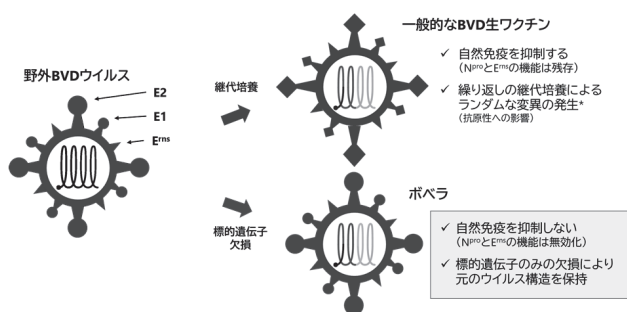 野外BVDウイルス
E2
E1
Erns
継代培養
標的遺伝子
欠損
一般的なBVD生ワクチン
✓ 自然免疫を抑制する
(NproとErnsの機能は残存)
✓ 繰り返しの継代培養による
ランダムな変異の発生*
(抗原性への影響)
ボベラ
✓ 自然免疫を抑制しない
(NproとErnsの機能は無効化)
✓ 標的遺伝子のみの欠損により
元のウイルス構造を保持